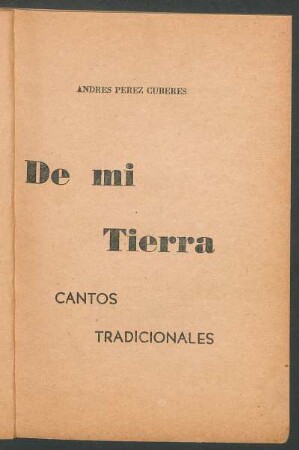 ANDRES PEREZ CUBERES
De mi
Tierra
CANTOS
TRADICIONALES